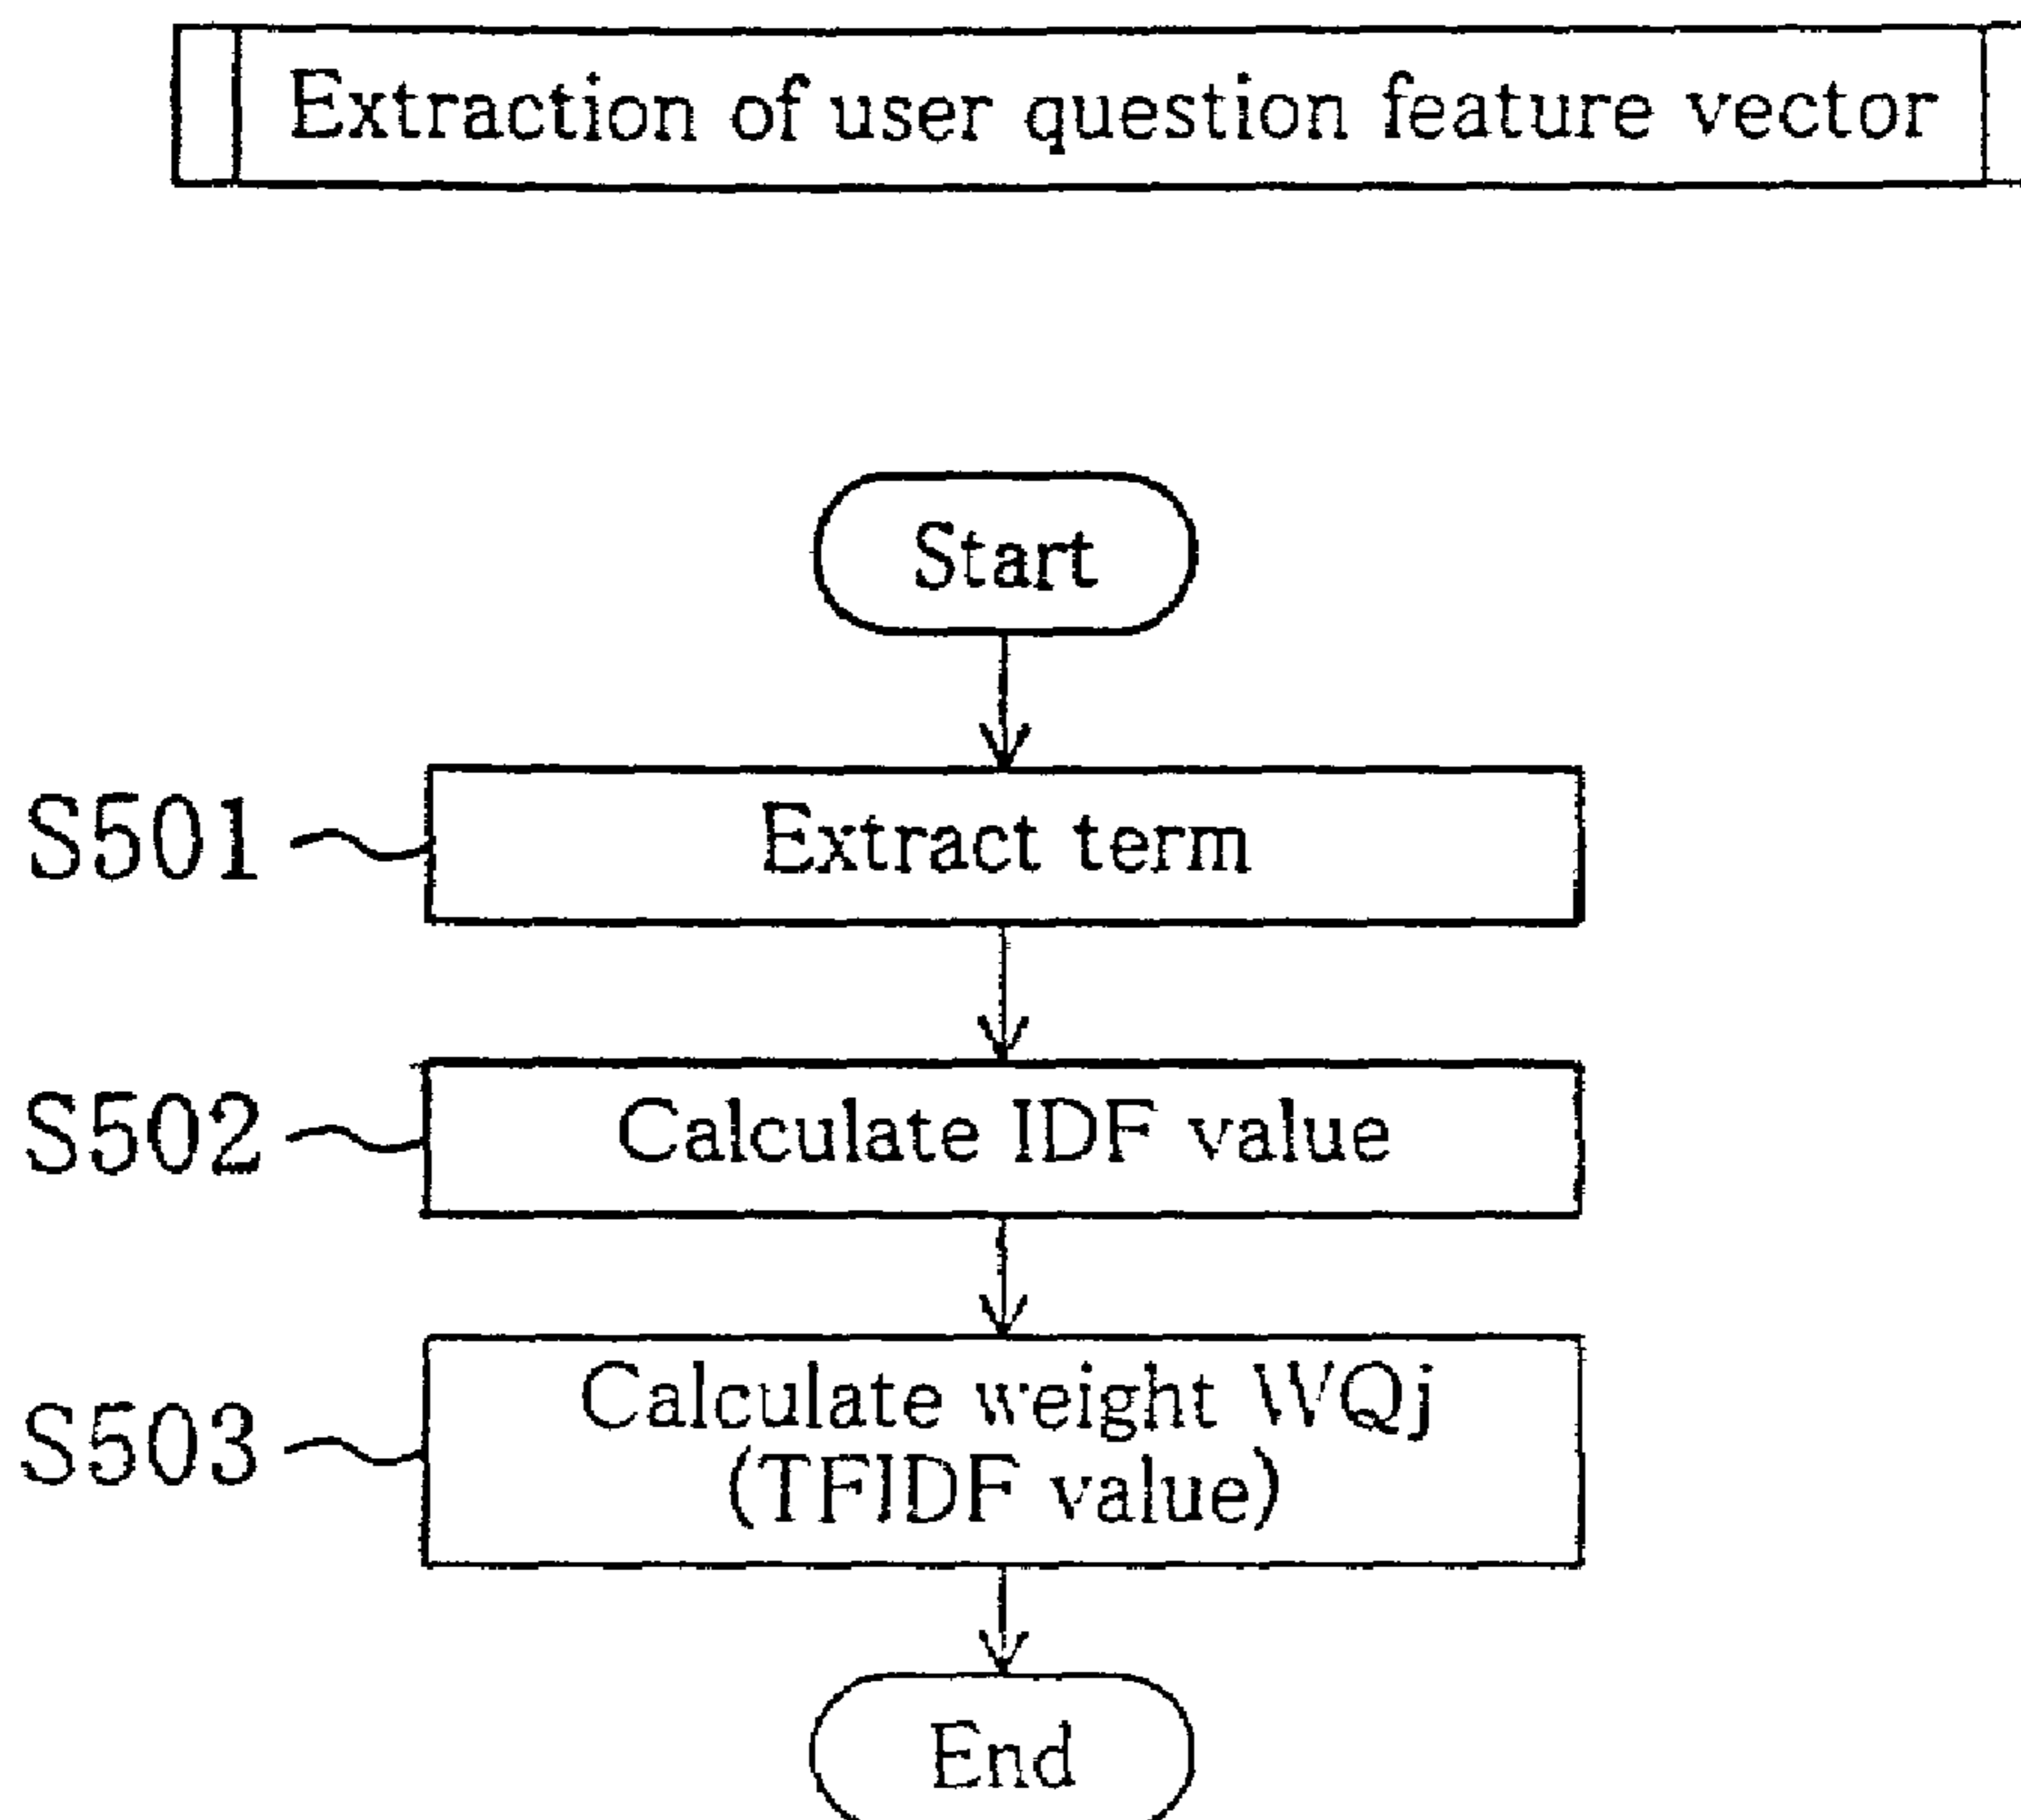 Extraction of user question feature vector
Start
S501
Extract term
S502
Calculate IDF value
S503
Calculate weight WQj
(TFIDF value)
End